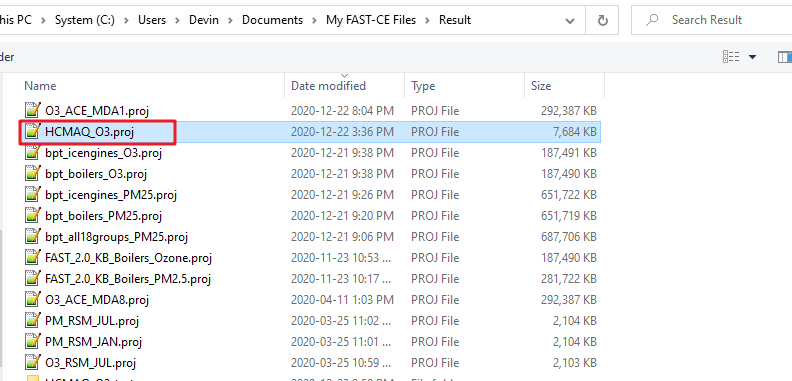 his PC > System (C:) > Users > Devin > Documents > My FAST-CE Files > Result
Search Result
der
Name Date modified Type Size
O3_ACE_MDA1.proj 2020-12-22 8:04 PM PROJ File 292,387 KB
HCMAQ_O3.proj 2020-12-22 3:36 PM PROJ File 7,684 KB
bpt_icengines_O3.proj 2020-12-21 9:38 PM PROJ File 187,491 KB
bpt_boilers_O3.proj 2020-12-21 9:38 PM PROJ File 187,490 KB
bpt_icengines_PM25.proj 2020-12-21 9:26 PM PROJ File 651,722 KB
bpt_boilers_PM25.proj 2020-12-21 9:20 PM PROJ File 651,719 KB
bpt_all18groups_PM25.proj 2020-12-21 9:06 PM PROJ File 687,706 KB
FAST_2.0_KB_Boilers_Ozone.proj 2020-11-23 10:53 ... PROJ File 187,490 KB
FAST_2.0_KB_Boilers_PM2.5.proj 2020-11-23 10:17 ... PROJ File 281,722 KB
O3_ACE_MDA8.proj 2020-04-11 1:03 PM PROJ File 292,387 KB
PM_RSM_JUL.proj 2020-03-25 11:02 ... PROJ File 2,104 KB
PM_RSM_JAN.proj 2020-03-25 11:01 ... PROJ File 2,104 KB
O3_RSM_JUL.proj 2020-03-25 10:59 ... PROJ File 2,103 KB